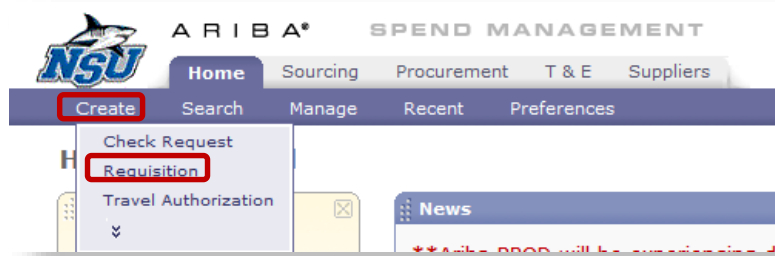 ARIBA® SPEND MANAGEMENT
NSU
Home Sourcing Procurement T & E Suppliers
Create Search Manage Recent Preferences
Check Request
H
Requisition
Travel Authorization
News
**Ariba PROD will be experiencing d